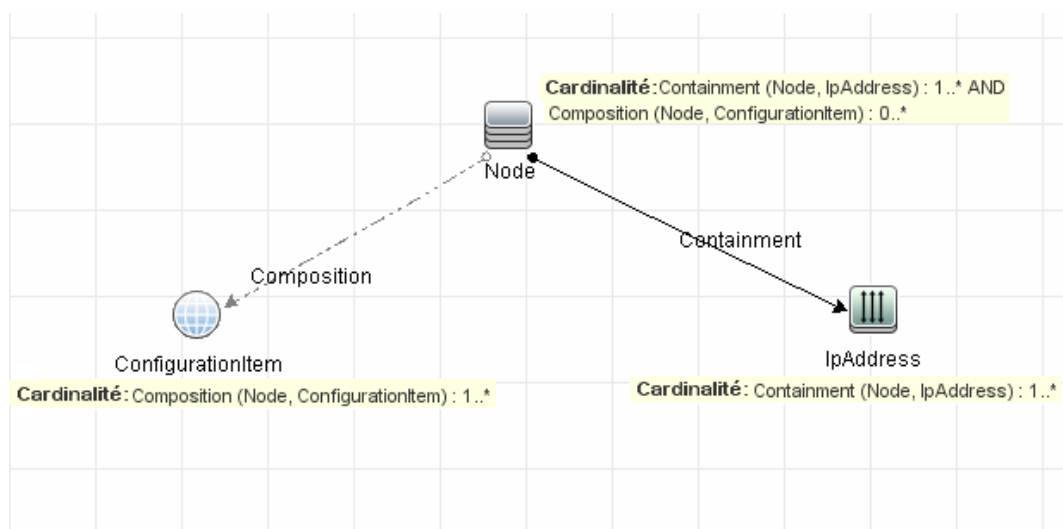 Cardinalité: Containment (Node, IpAddress) : 1..* AND
Composition (Node, ConfigurationItem) : 0..*
Node
Containment
Composition
ConfigurationItem
IpAddress
Cardinalité: Composition (Node, ConfigurationItem) : 1..*
Cardinalité: Containment (Node, IpAddress) : 1..*